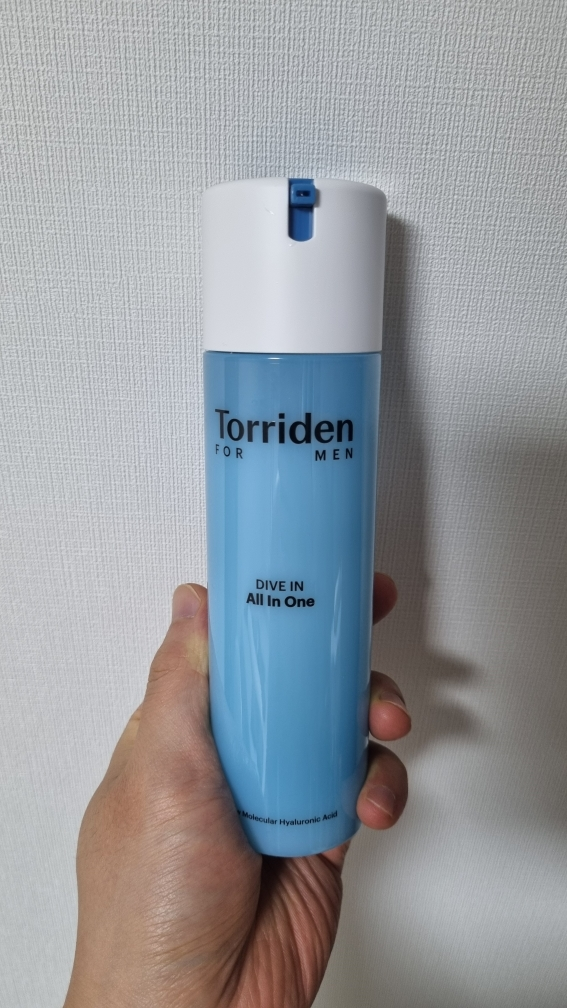 Torriden
FOR MEN
DIVE IN
All In One
Molecular Hyaluronic Acid